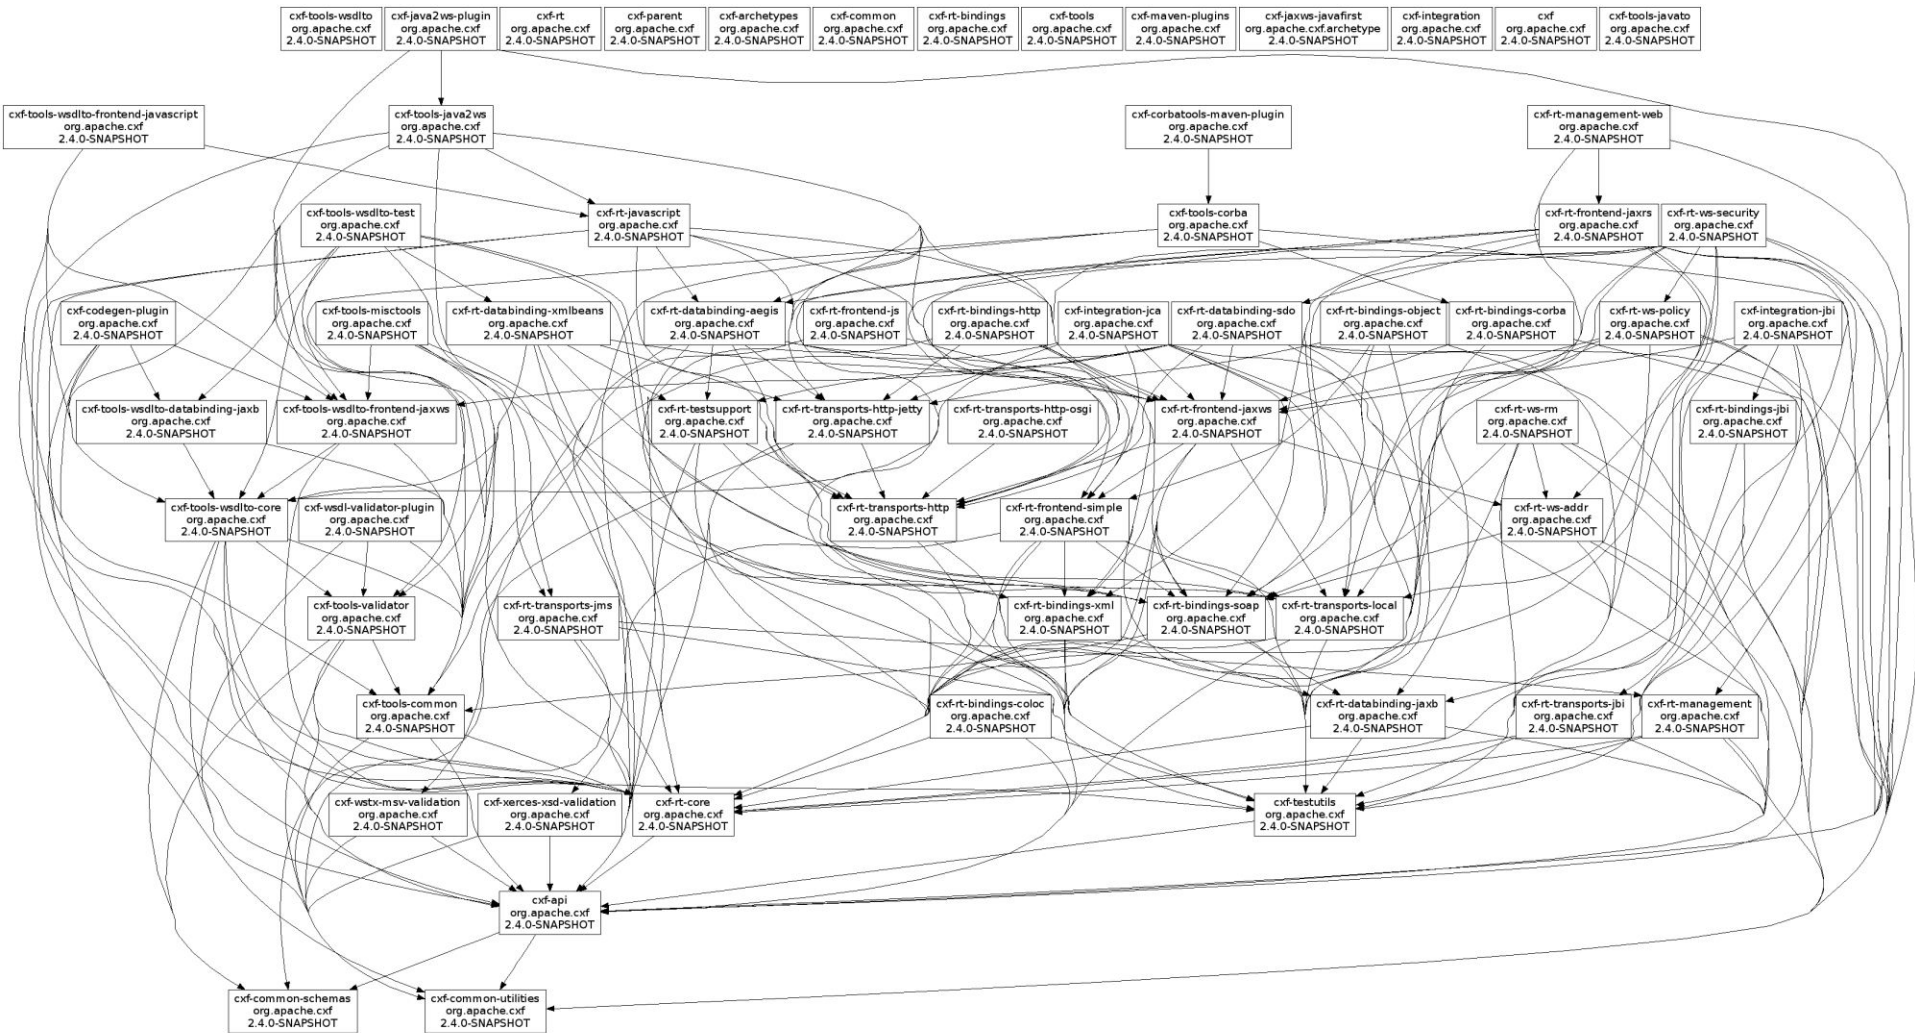 cxf-tools-wsdlto
org.apache.cxf
2.4.0-SNAPSHOT
cxf-java2ws-plugin
org.apache.cxf
2.4.0-SNAPSHOT
cxf-rt
org.apache.cxf
2.4.0-SNAPSHOT
cxf-parent
org.apache.cxf
2.4.0-SNAPSHOT
cxf-archetypes
org.apache.cxf
2.4.0-SNAPSHOT
cxf-common
org.apache.cxf
2.4.0-SNAPSHOT
cxf-rt-bindings
org.apache.cxf
2.4.0-SNAPSHOT
cxf-tools
org.apache.cxf
2.4.0-SNAPSHOT
cxf-maven-plugins
org.apache.cxf
2.4.0-SNAPSHOT
cxf-jaxws-javafirst
org.apache.cxf.archetype
2.4.0-SNAPSHOT
cxf-integration
org.apache.cxf
2.4.0-SNAPSHOT
cxf
org.apache.cxf
2.4.0-SNAPSHOT
cxf-tools-javato
org.apache.cxf
2.4.0-SNAPSHOT
cxf-tools-wsdlto-frontend-javascript
org.apache.cxf
2.4.0-SNAPSHOT
cxf-tools-java2ws
org.apache.cxf
2.4.0-SNAPSHOT
cxf-corbatools-maven-plugin
org.apache.cxf
2.4.0-SNAPSHOT
cxf-rt-management-web
org.apache.cxf
2.4.0-SNAPSHOT
cxf-tools-wsdlto-test
org.apache.cxf
2.4.0-SNAPSHOT
cxf-rt-javascript
org.apache.cxf
2.4.0-SNAPSHOT
cxf-tools-corba
org.apache.cxf
2.4.0-SNAPSHOT
cxf-rt-frontend-jaxrs
org.apache.cxf
2.4.0-SNAPSHOT
cxf-rt-ws-security
org.apache.cxf
2.4.0-SNAPSHOT
cxf-codegen-plugin
org.apache.cxf
2.4.0-SNAPSHOT
cxf-tools-misctools
org.apache.cxf
2.4.0-SNAPSHOT
cxf-rt-databinding-xmlbeans
org.apache.cxf
2.4.0-SNAPSHOT
cxf-rt-databinding-aegis
org.apache.cxf
2.4.0-SNAPSHOT
cxf-rt-frontend-js
org.apache.cxf
2.4.0-SNAPSHOT
cxf-rt-bindings-http
org.apache.cxf
2.4.0-SNAPSHOT
cxf-integration-jca
org.apache.cxf
2.4.0-SNAPSHOT
cxf-rt-databinding-sdo
org.apache.cxf
2.4.0-SNAPSHOT
cxf-rt-bindings-object
org.apache.cxf
2.4.0-SNAPSHOT
cxf-rt-bindings-corba
org.apache.cxf
2.4.0-SNAPSHOT
cxf-rt-ws-policy
org.apache.cxf
2.4.0-SNAPSHOT
cxf-integration-jbi
org.apache.cxf
2.4.0-SNAPSHOT
cxf-tools-wsdlto-databinding-jaxb
org.apache.cxf
2.4.0-SNAPSHOT
cxf-tools-wsdlto-frontend-jaxws
org.apache.cxf
2.4.0-SNAPSHOT
cxf-rt-testsupport
org.apache.cxf
2.4.0-SNAPSHOT
cxf-rt-transports-http-jetty
org.apache.cxf
2.4.0-SNAPSHOT
cxf-rt-transports-http-osgi
org.apache.cxf
2.4.0-SNAPSHOT
cxf-rt-frontend-jaxws
org.apache.cxf
2.4.0-SNAPSHOT
cxf-rt-ws-rm
org.apache.cxf
2.4.0-SNAPSHOT
cxf-rt-bindings-jbi
org.apache.cxf
2.4.0-SNAPSHOT
cxf-tools-wsdlto-core
org.apache.cxf
2.4.0-SNAPSHOT
cxf-wsdl-validator-plugin
org.apache.cxf
2.4.0-SNAPSHOT
cxf-rt-transports-http
org.apache.cxf
2.4.0-SNAPSHOT
cxf-rt-frontend-simple
org.apache.cxf
2.4.0-SNAPSHOT
cxf-rt-ws-addr
org.apache.cxf
2.4.0-SNAPSHOT
cxf-tools-validator
org.apache.cxf
2.4.0-SNAPSHOT
cxf-rt-transports-jms
org.apache.cxf
2.4.0-SNAPSHOT
cxf-rt-bindings-xml
org.apache.cxf
2.4.0-SNAPSHOT
cxf-rt-bindings-soap
org.apache.cxf
2.4.0-SNAPSHOT
cxf-rt-transports-local
org.apache.cxf
2.4.0-SNAPSHOT
cxf-tools-common
org.apache.cxf
2.4.0-SNAPSHOT
cxf-rt-bindings-coloc
org.apache.cxf
2.4.0-SNAPSHOT
cxf-rt-databinding-jaxb
org.apache.cxf
2.4.0-SNAPSHOT
cxf-rt-transports-jbi
org.apache.cxf
2.4.0-SNAPSHOT
cxf-rt-management
org.apache.cxf
2.4.0-SNAPSHOT
cxf-wstx-msv-validation
org.apache.cxf
2.4.0-SNAPSHOT
cxf-xerces-xsd-validation
org.apache.cxf
2.4.0-SNAPSHOT
cxf-rt-core
org.apache.cxf
2.4.0-SNAPSHOT
cxf-testutils
org.apache.cxf
2.4.0-SNAPSHOT
cxf-api
org.apache.cxf
2.4.0-SNAPSHOT
cxf-common-schemas
org.apache.cxf
2.4.0-SNAPSHOT
cxf-common-utilities
org.apache.cxf
2.4.0-SNAPSHOT